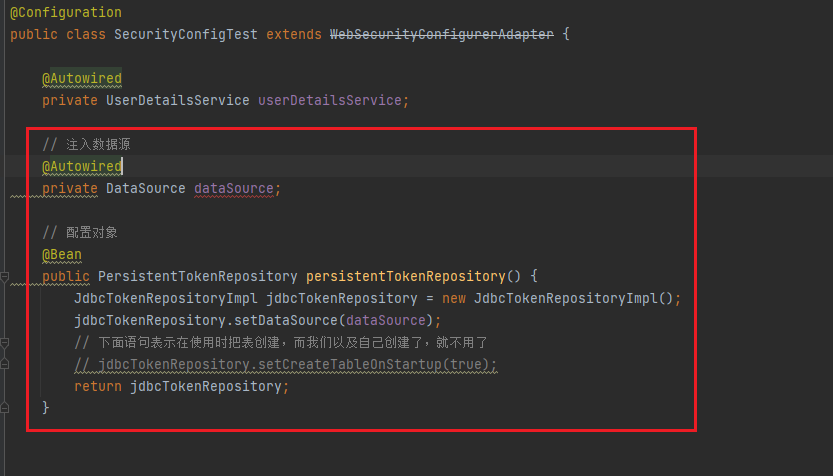 @Configuration
public class SecurityConfigTest extends WebSecurityConfigurerAdapter {
@Autowired
private UserDetailsService userDetailsService;
// 注入数据源
@Autowired
private DataSource dataSource;
// 配置对象
@Bean
public PersistentTokenRepository persistentTokenRepository() {
JdbcTokenRepositoryImpl jdbcTokenRepository = new JdbcTokenRepositoryImpl();
jdbcTokenRepository.setDataSource(dataSource);
// 下面语句表示在使用时把表创建，而我们以及自己创建了，就不用了
// jdbcTokenRepository.setCreateTableOnStartup(true);
return jdbcTokenRepository;
}